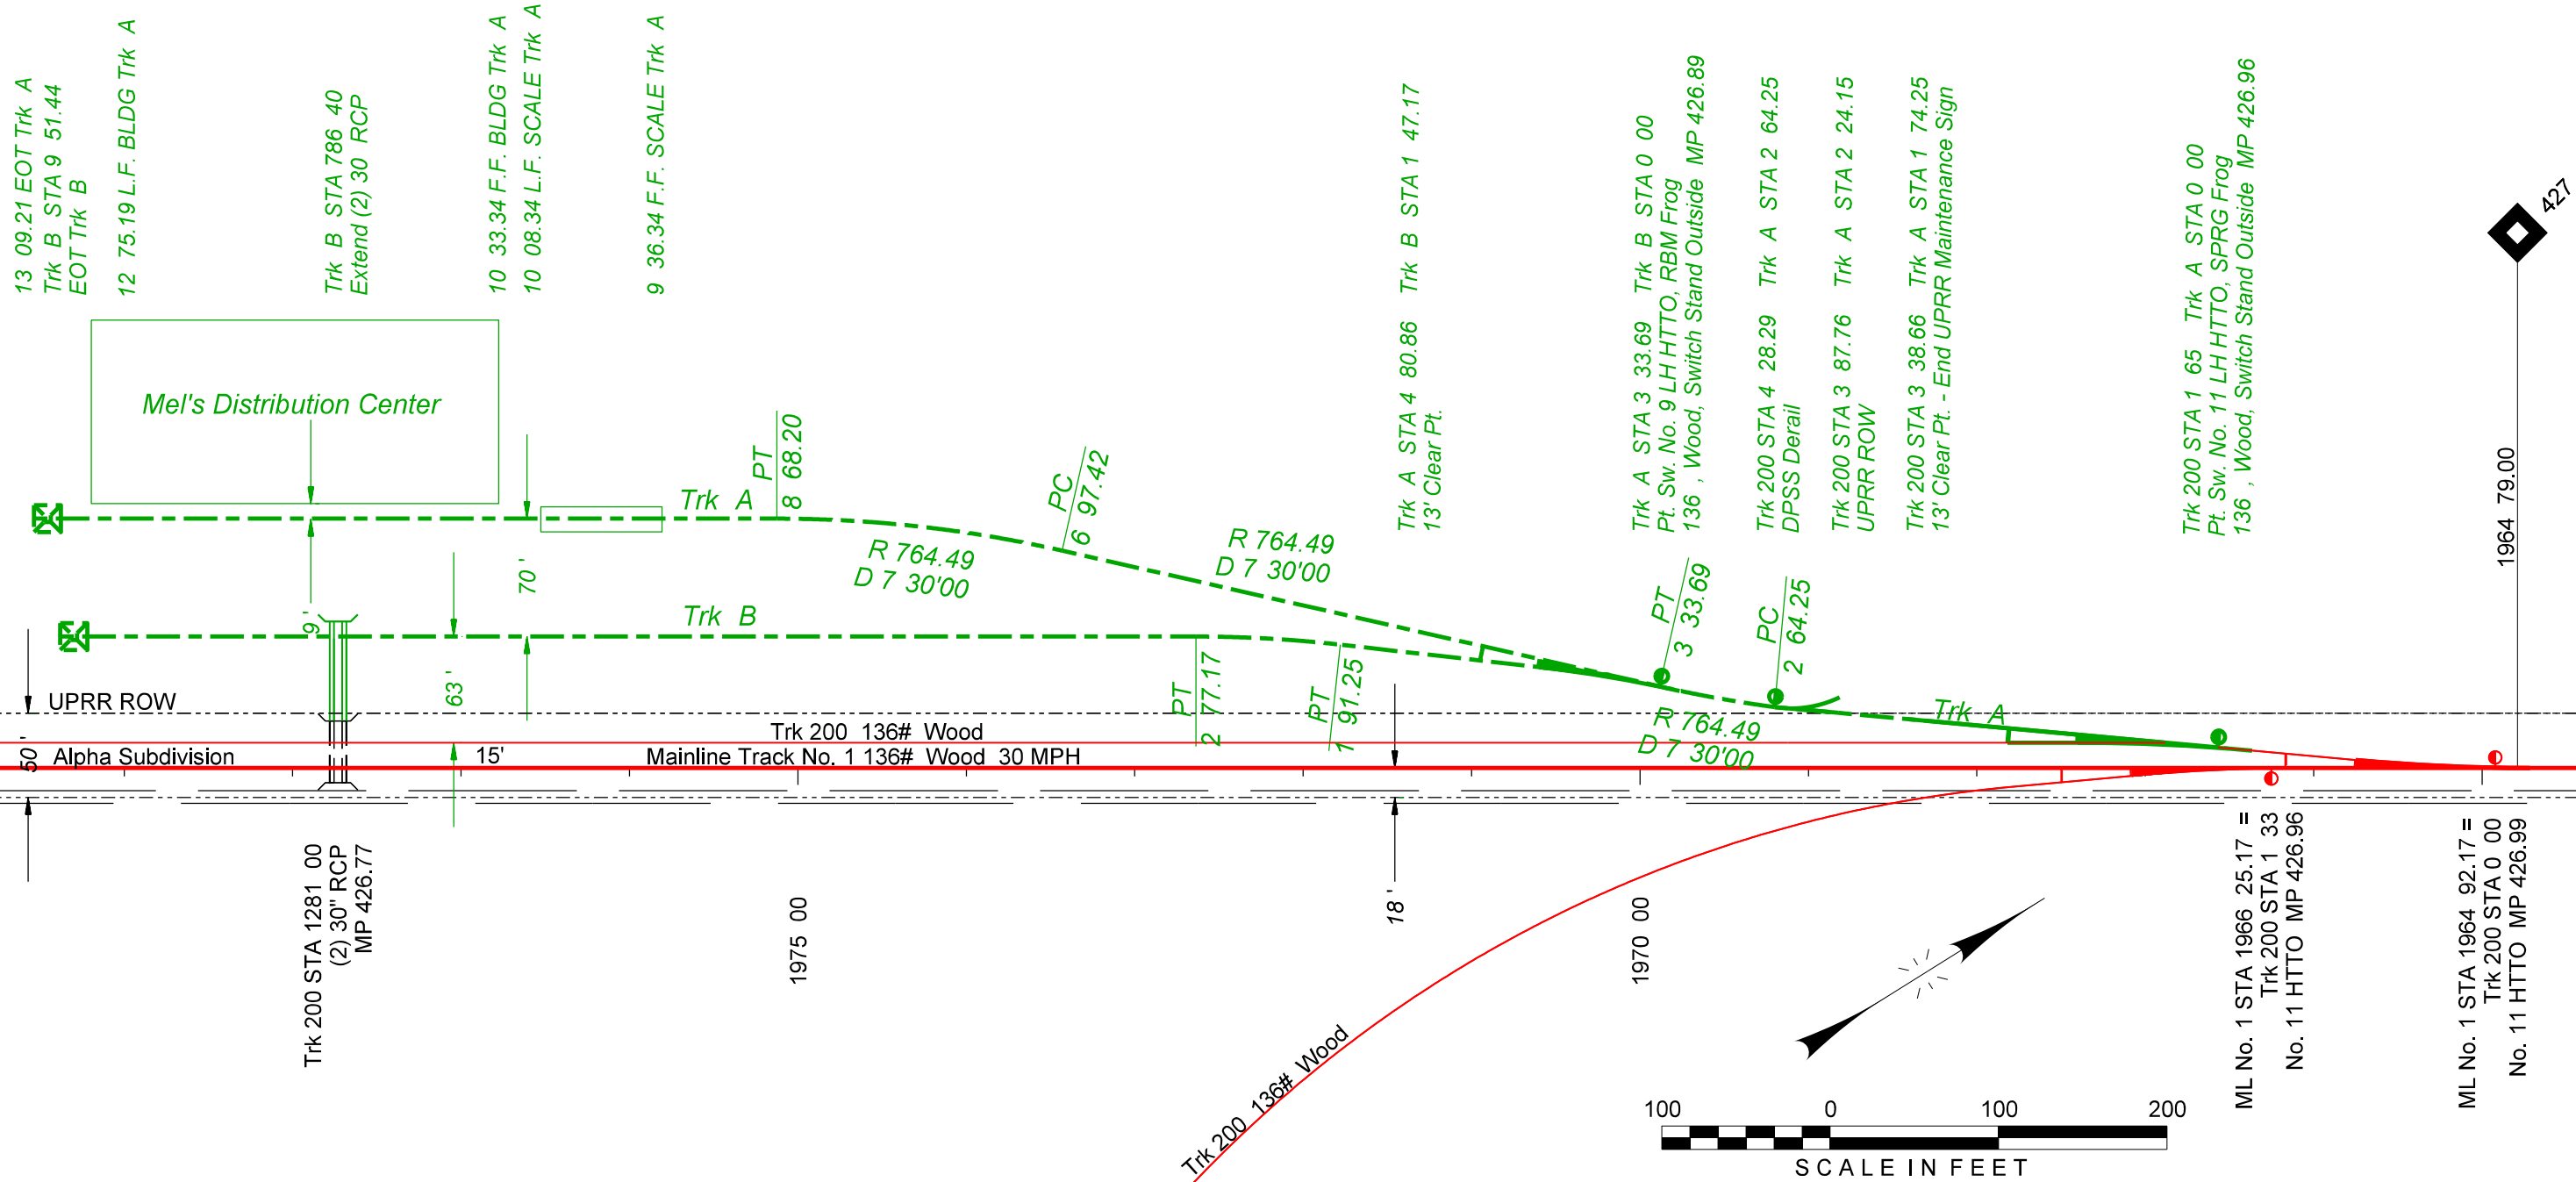 13 09.21 EOT Trk A
Trk B STA 9 51.44
EOT Trk B
12 75.19 L.F. BLDG Trk A
Trk B STA 786 40
Extend (2) 30 RCP
10 33.34 F.F. BLDG Trk A
10 08.34 L.F. SCALE Trk A
9 36.34 F.F. SCALE Trk A
Trk A STA 4 80.86 Trk B STA 1 47.17
13' Clear Pt.
Trk A STA 3 33.69 Trk B STA 0 00
Pt. Sw. No. 9 LH HTTO, RBM Frog
136 , Wood, Switch Stand Outside MP 426.89
Trk 200 STA 4 28.29 Trk A STA 2 64.25
DPSS Derail
Trk 200 STA 3 87.76 Trk A STA 2 24.15
UPRR ROW
Trk 200 STA 3 38.66 Trk A STA 1 74.25
13' Clear Pt. - End UPRR Maintenance Sign
Trk 200 STA 1 65 Trk A STA 0 00
Pt. Sw. No. 11 LH HTTO, SPRG Frog
136 , Wood, Switch Stand Outside MP 426.96
427
1964 79.00
Mel's Distribution Center
PT
8 68.20
PC
6 97.42
Trk A
R 764.49
D 7 30'00
R 764.49
D 7 30'00
70 '
9 '
Trk B
63 '
PT
3 33.69
PC
2 64.25
PT
2 77.17
PT
1 91.25
R 764.49
D 7 30'00
Trk A
UPRR ROW
50 '
Trk 200 136# Wood
Alpha Subdivision
15'
Mainline Track No. 1 136# Wood 30 MPH
Trk 200 STA 1281 00
(2) 30" RCP
MP 426.77
1975 00
18 '
1970 00
ML No. 1 STA 1966 25.17 =
Trk 200 STA 1 33
No. 11 HTTO MP 426.96
ML No. 1 STA 1964 92.17 =
Trk 200 STA 0 00
No. 11 HTTO MP 426.99
Trk 200 136# Wood
100 0 100 200
SCALE IN FEET